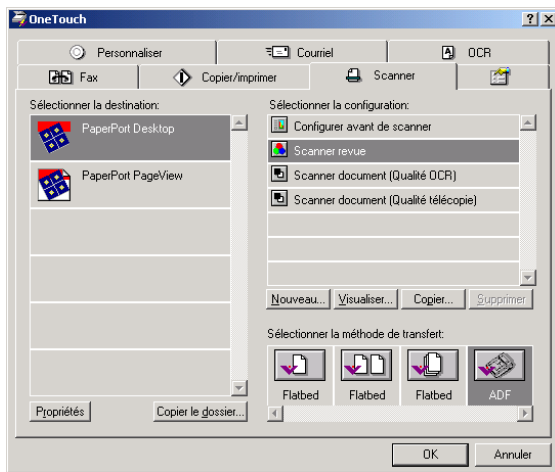 OneTouch
Personnaliser
Courriel
OCR
Fax
Copier/imprimer
Scanner
Sélectionner la destination:
PaperPort Desktop
PaperPort PageView
Propriétés
Copier le dossier...
Sélectionner la configuration:
Configurer avant de scanner
Scanner revue
Scanner document (Qualité OCR)
Scanner document (Qualité télécopie)
Nouveau...
Visualiser...
Copier...
Supprimer
Sélectionner la méthode de transfert:
Flatbed
Flatbed
Flatbed
ADF
OK
Annuler